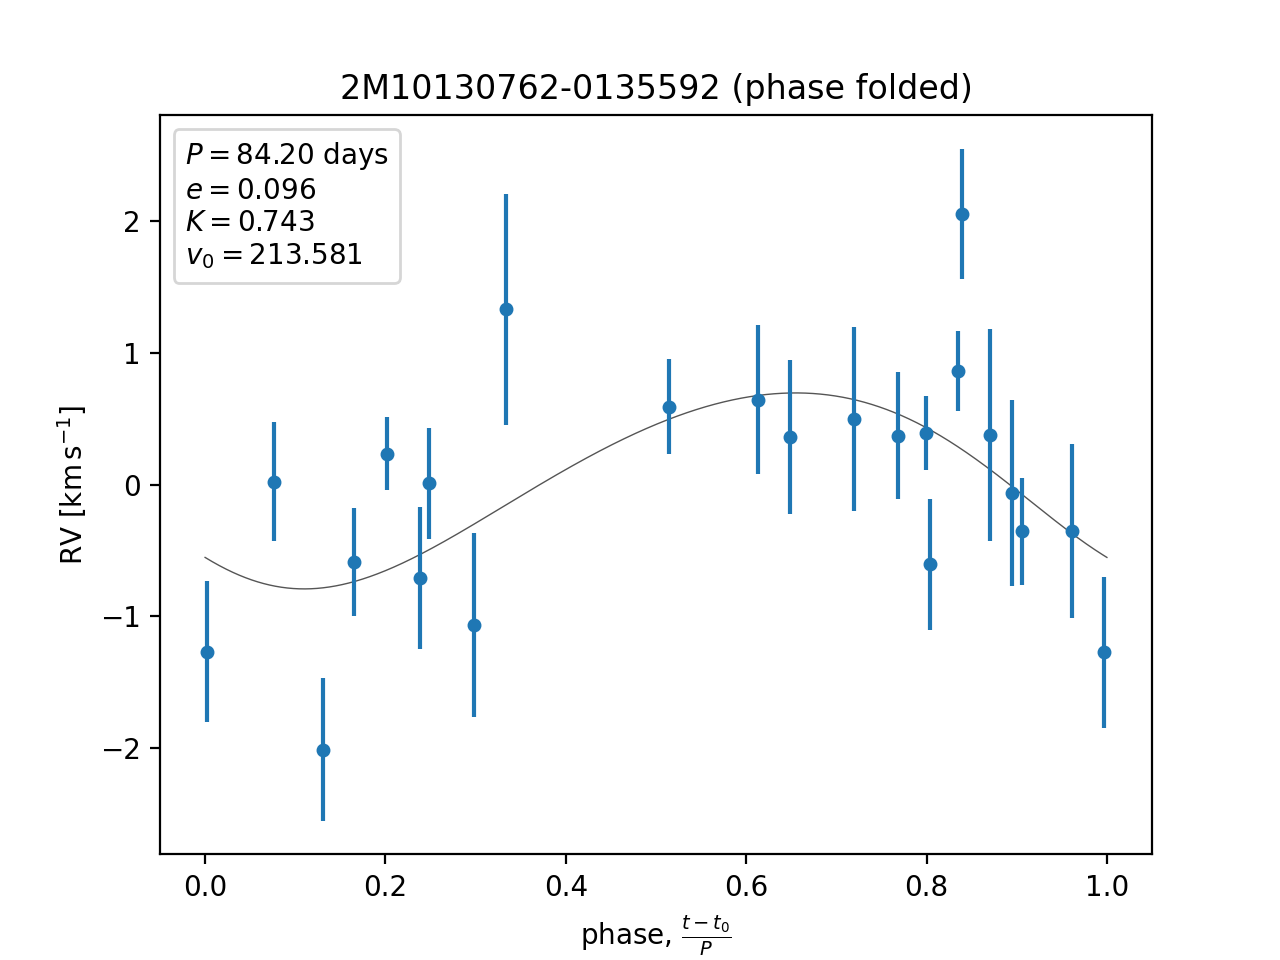 2M10130762-0135592 (phase folded)
P = 84.20 days
e = 0.096
K = 0.743
v₀ = 213.581
RV [km s⁻¹]
2
1
0
−1
−2
0.0 0.2 0.4 0.6 0.8 1.0
phase, (t − t₀)/P